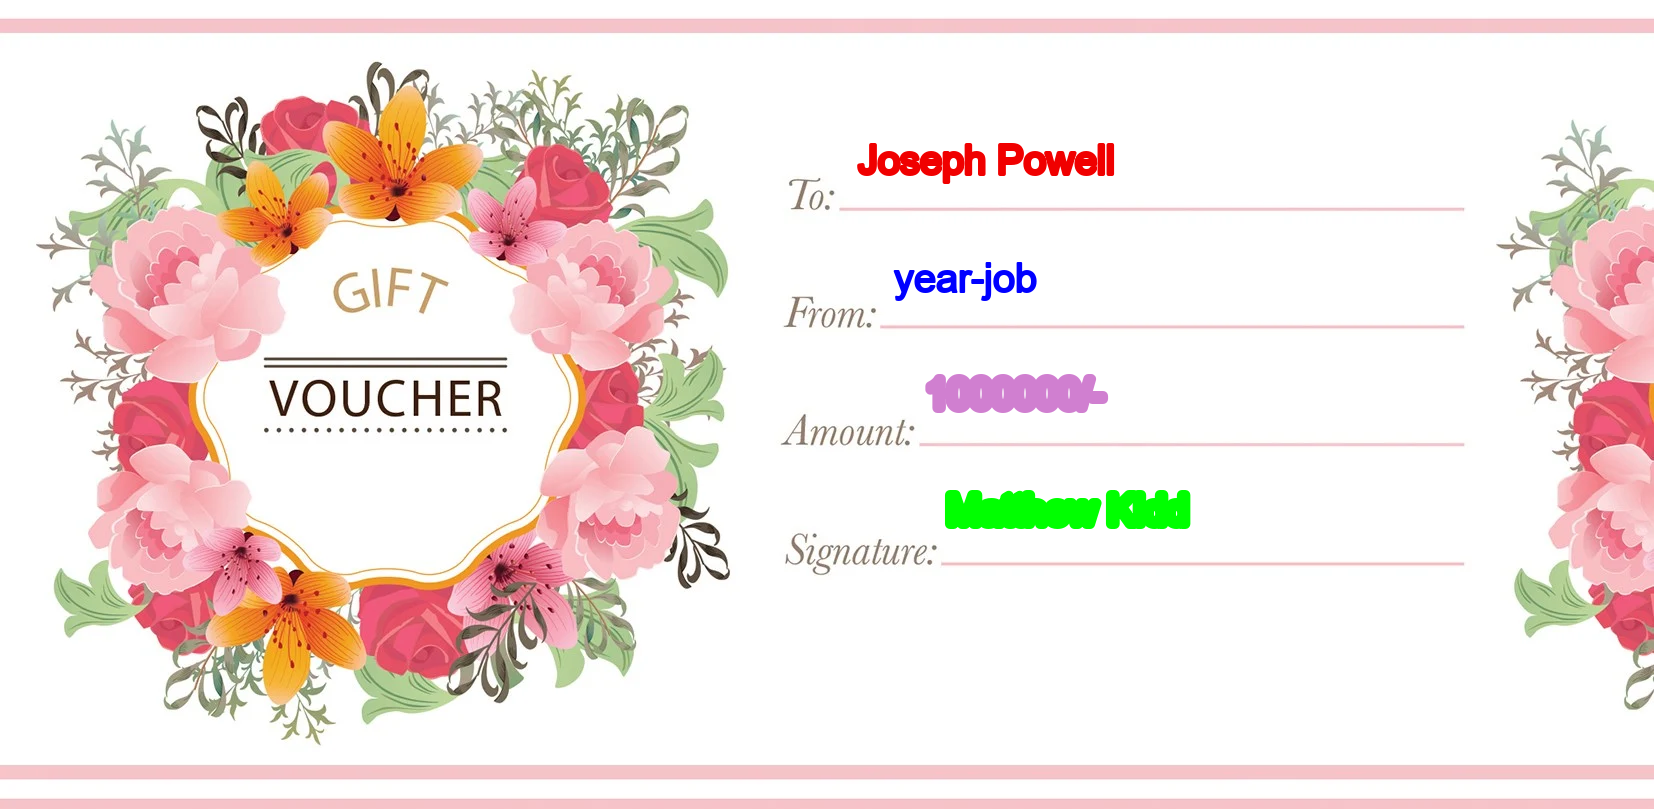 GIFT
VOUCHER
To: Joseph Powell
From: year-job
Amount: 1000000/-
Signature: Matthew Kidd